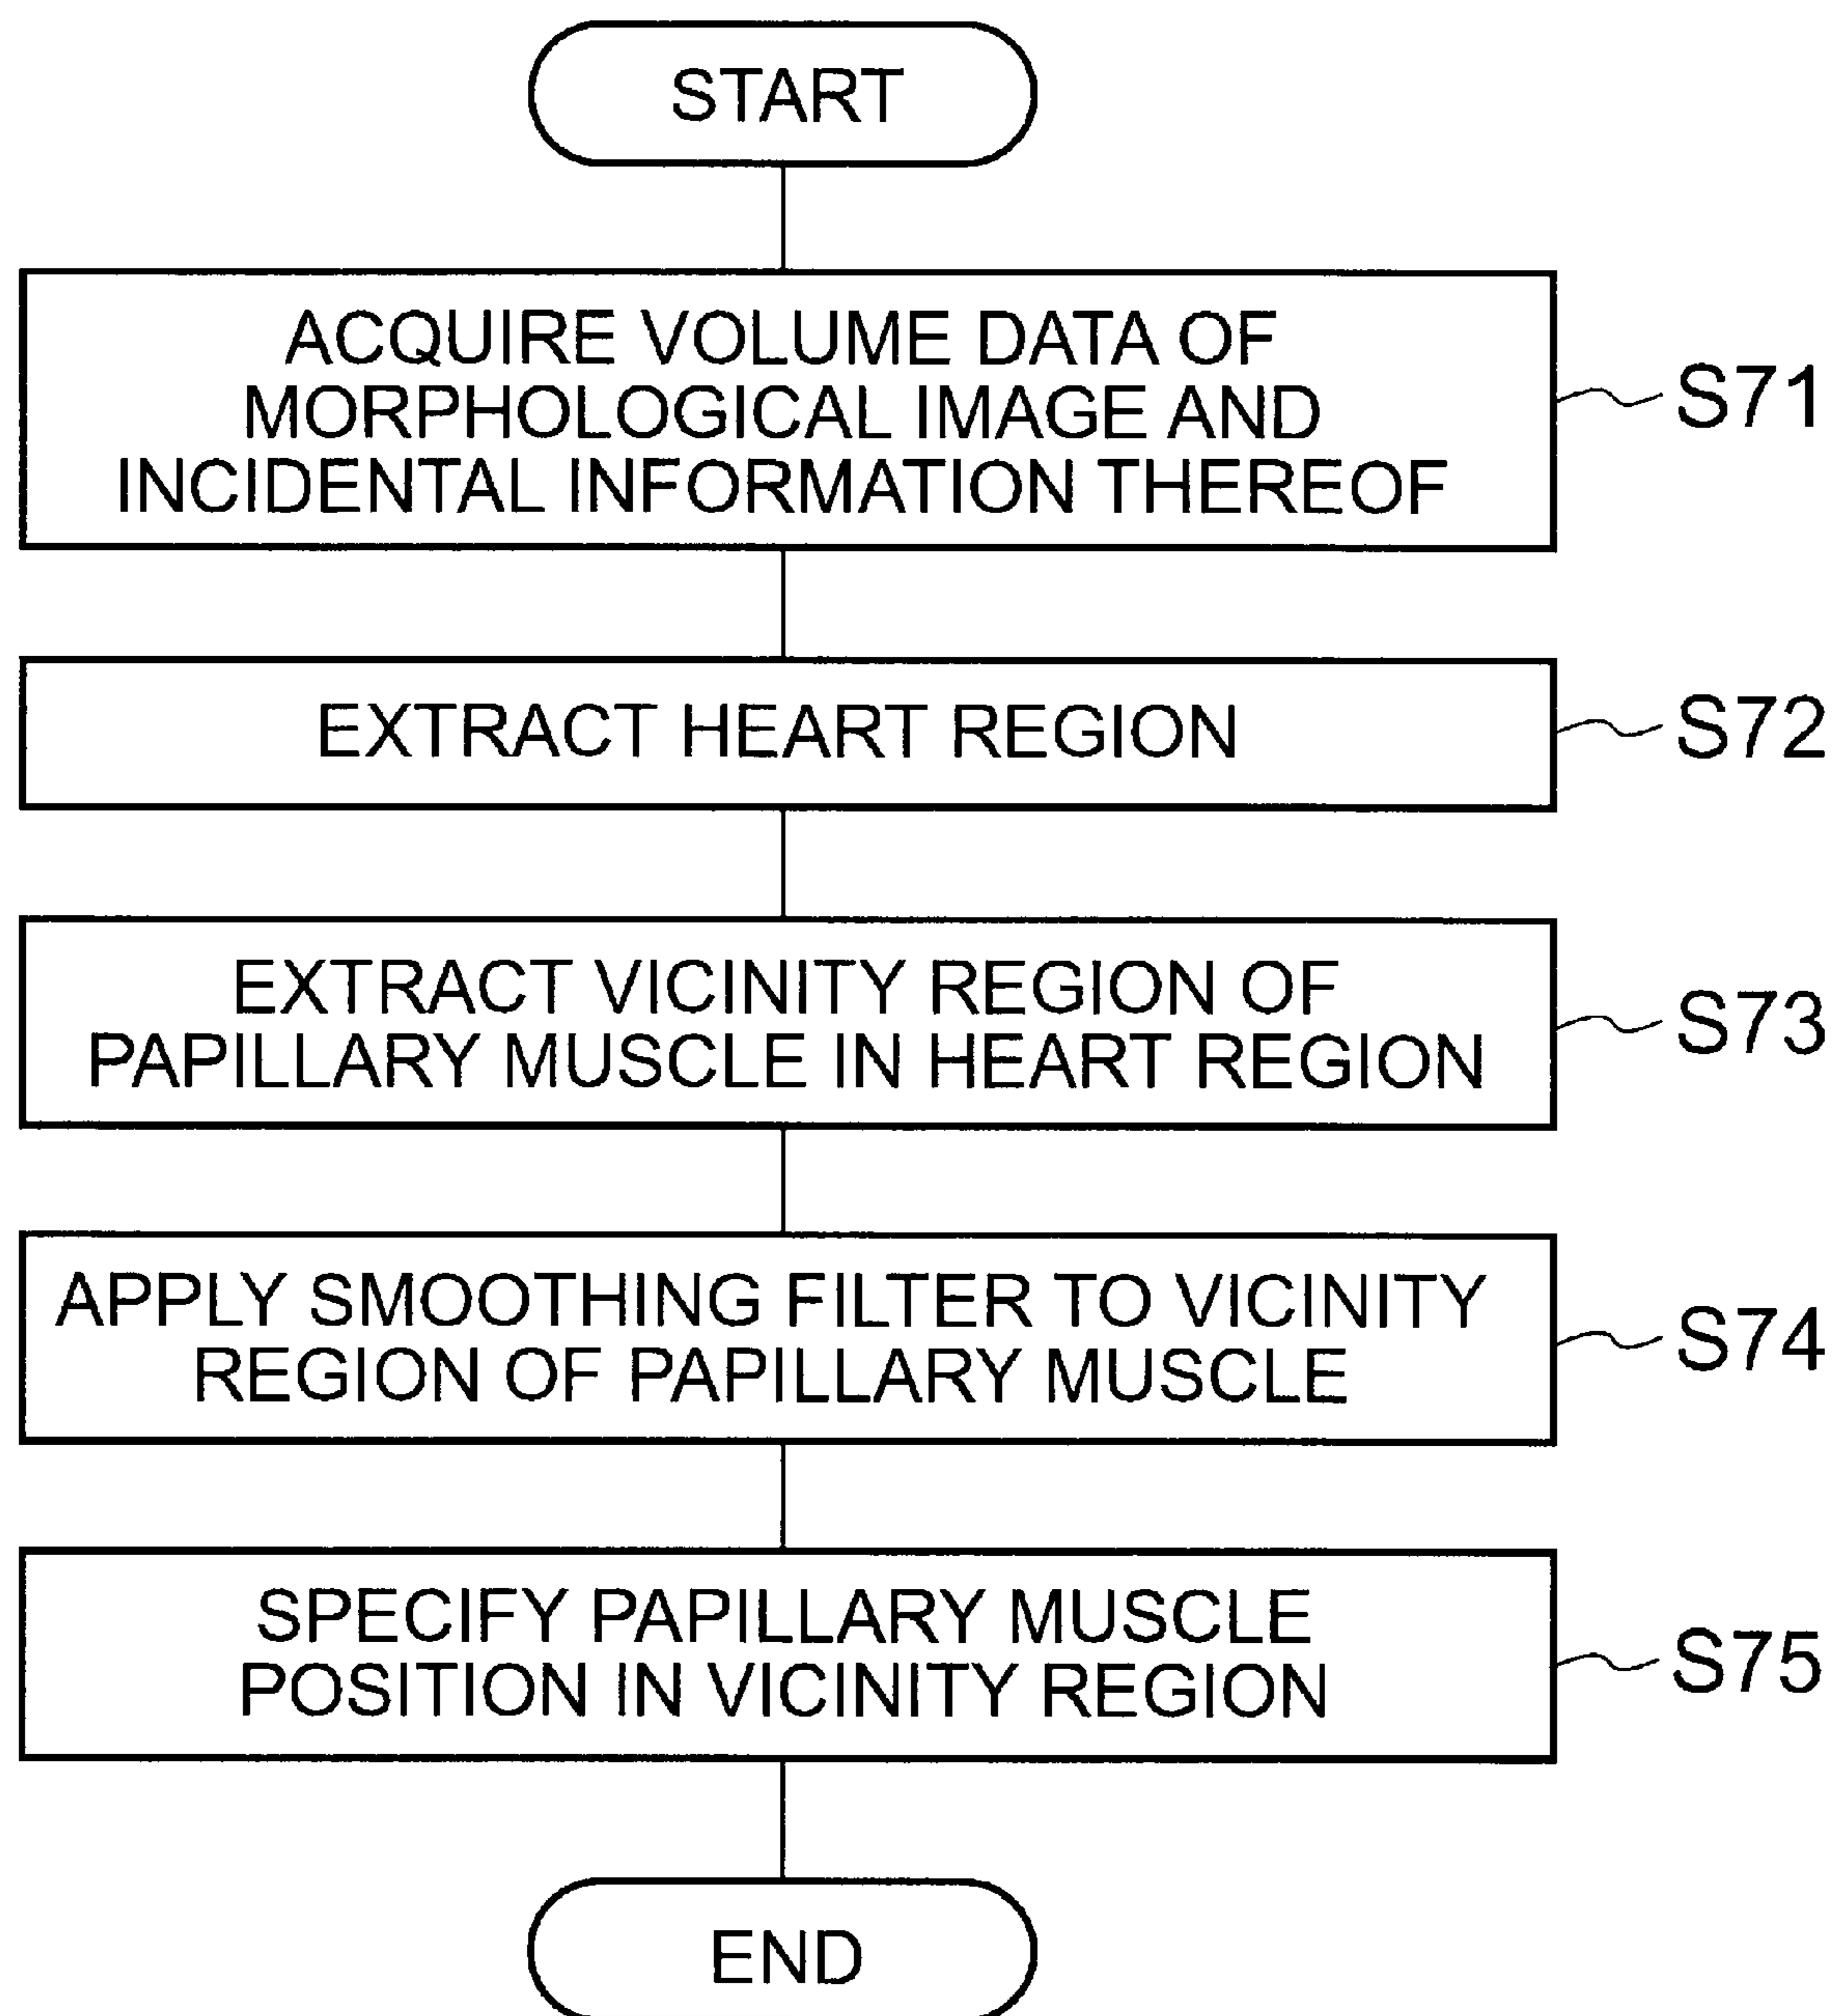 START
ACQUIRE VOLUME DATA OF
MORPHOLOGICAL IMAGE AND
INCIDENTAL INFORMATION THEREOF
S71
EXTRACT HEART REGION
S72
EXTRACT VICINITY REGION OF
PAPILLARY MUSCLE IN HEART REGION
S73
APPLY SMOOTHING FILTER TO VICINITY
REGION OF PAPILLARY MUSCLE
S74
SPECIFY PAPILLARY MUSCLE
POSITION IN VICINITY REGION
S75
END